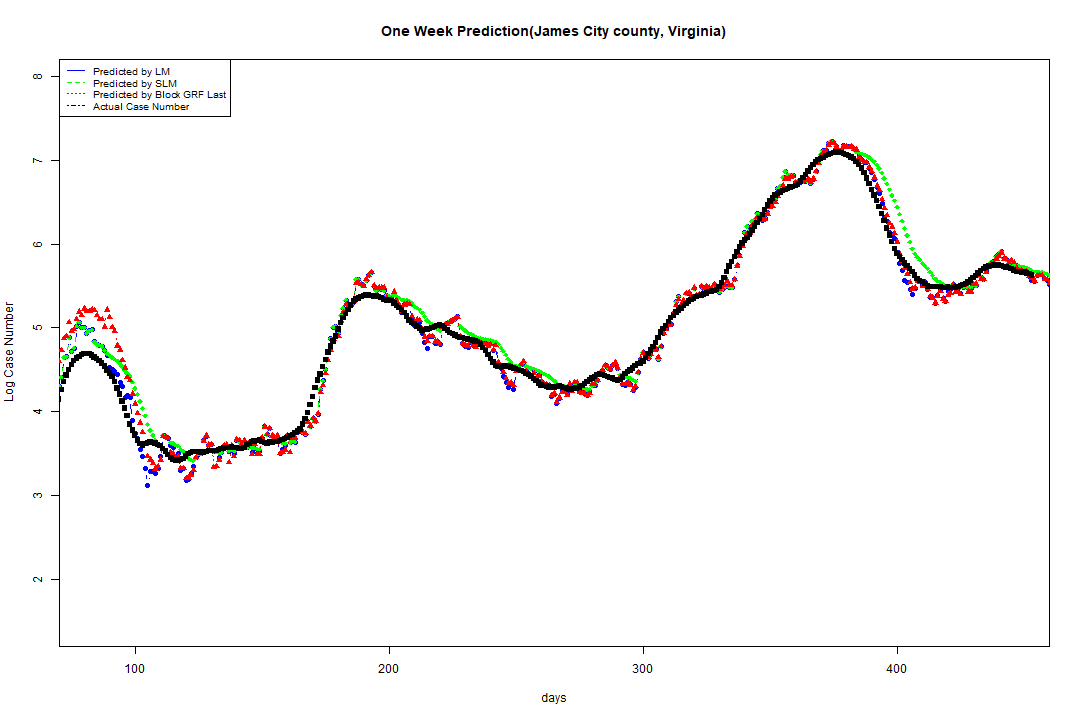 One Week Prediction(James City county, Virginia)
Predicted by LM
Predicted by SLM
Predicted by Block GRF Last
Actual Case Number
8
7
6
5
4
3
2
Log Case Number
100 200 300 400
days